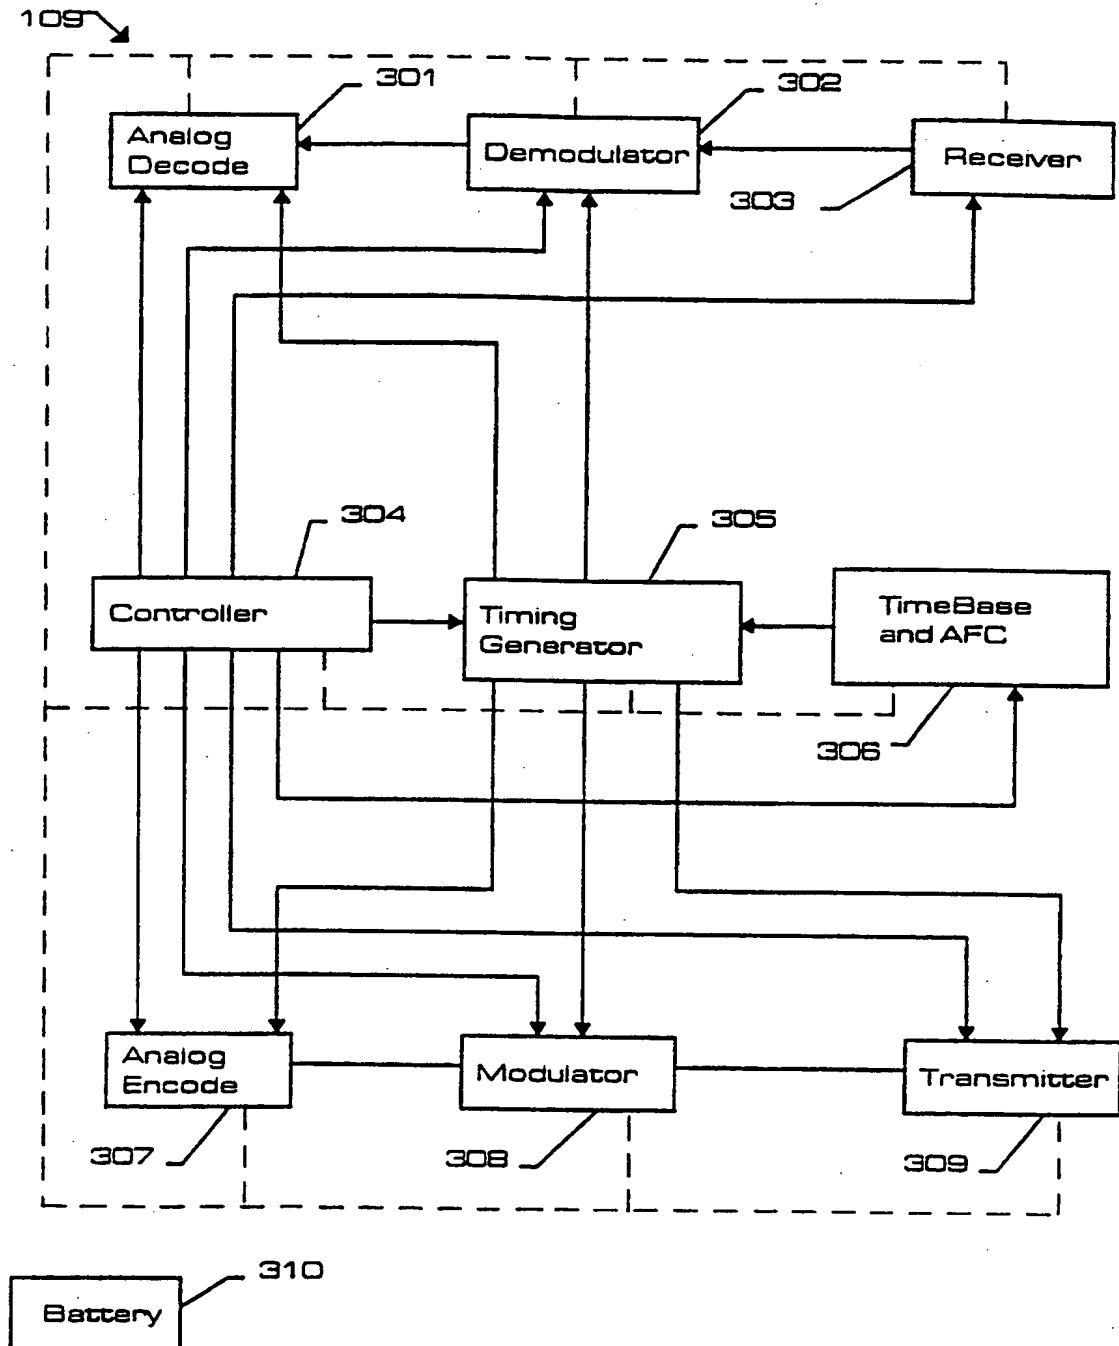 109
301
302
Analog
Decode
Demodulator
Receiver
303
304
305
Controller
Timing
Generator
TimeBase
and AFC
306
Analog
Encode
Modulator
Transmitter
307
308
309
310
Battery